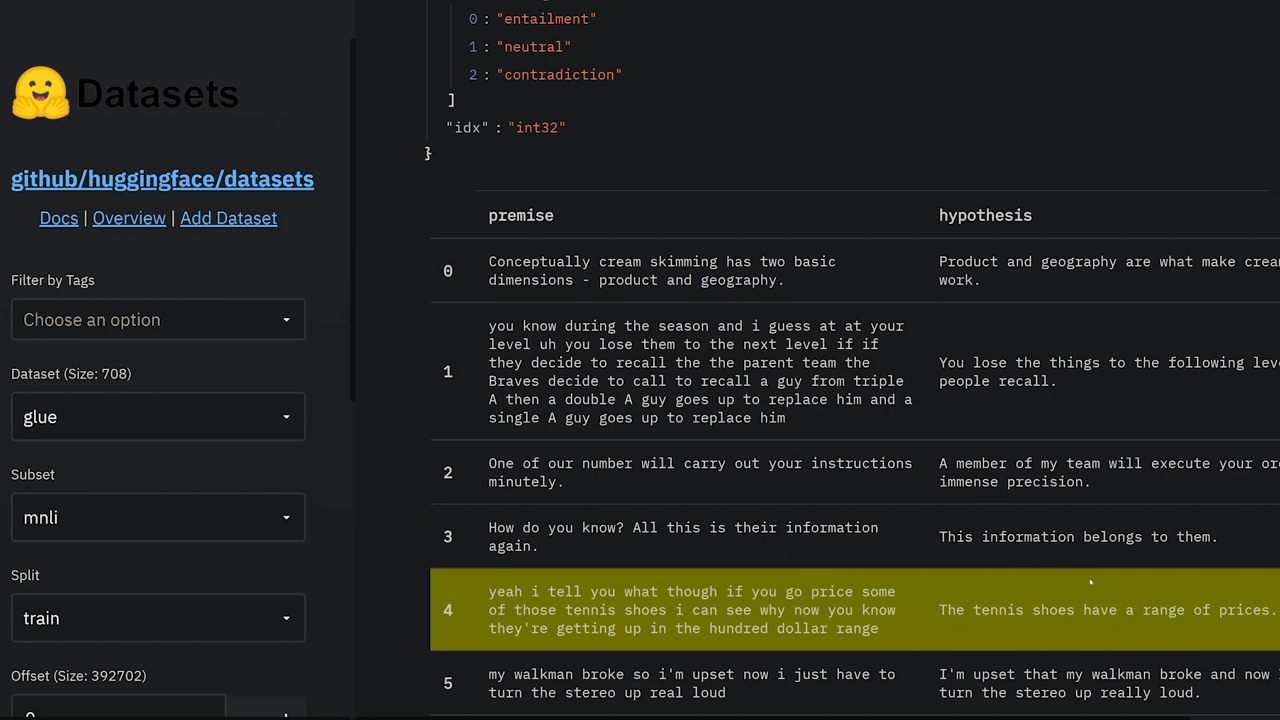 Datasets
github/huggingface/datasets
Docs | Overview | Add Dataset
Filter by Tags
Choose an option
Dataset (Size: 708)
glue
Subset
mnli
Split
train
Offset (Size: 392702)
0 : "entailment"
1 : "neutral"
2 : "contradiction"
]
"idx" : "int32"
}
premise hypothesis
0
Conceptually cream skimming has two basic
dimensions - product and geography.
Product and geography are what make
work.
1
you know during the season and i guess at at your
level uh you lose them to the next level if if
they decide to recall the the parent team the
Braves decide to call to recall a guy from triple
A then a double A guy goes up to replace him and a
single A guy goes up to replace him
You lose the things to the following
people recall.
2
One of our number will carry out your instructions
minutely.
A member of my team will execute your
immense precision.
3
How do you know? All this is their information
again.
This information belongs to them.
4
yeah i tell you what though if you go price some
of those tennis shoes i can see why now you know
they're getting up in the hundred dollar range
The tennis shoes have a range of prices.
5
my walkman broke so i'm upset now i just have to
turn the stereo up real loud
I'm upset that my walkman broke and now
turn the stereo up really loud.